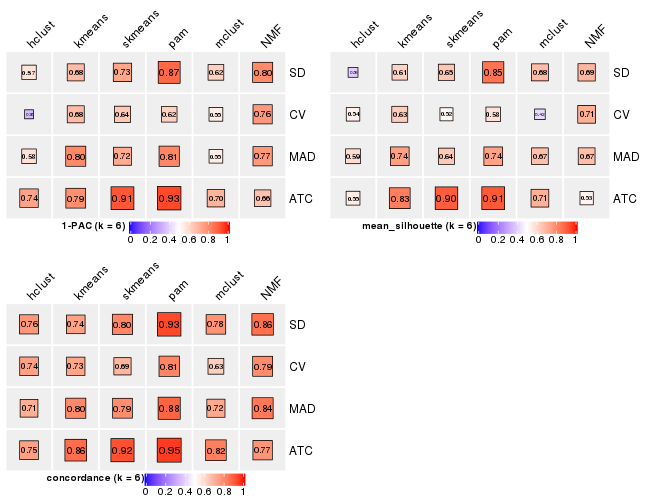 hclust kmeans skmeans pam mclust NMF
0.57 0.68 0.73 0.87 0.62 0.80 SD
0.68 0.64 0.62 0.55 0.76 CV
0.58 0.80 0.72 0.81 0.55 0.77 MAD
0.74 0.79 0.91 0.93 0.70 0.66 ATC
1-PAC (k = 6)
0 0.2 0.4 0.6 0.8 1
hclust kmeans skmeans pam mclust NMF
0.61 0.65 0.85 0.68 0.69 SD
0.54 0.63 0.52 0.58 0.71 CV
0.59 0.74 0.64 0.74 0.67 0.67 MAD
0.55 0.83 0.90 0.91 0.71 0.53 ATC
mean_silhouette (k = 6)
0 0.2 0.4 0.6 0.8 1
hclust kmeans skmeans pam mclust NMF
0.76 0.74 0.80 0.93 0.78 0.86 SD
0.74 0.73 0.69 0.81 0.63 0.79 CV
0.71 0.80 0.79 0.88 0.72 0.84 MAD
0.75 0.86 0.92 0.95 0.82 0.77 ATC
concordance (k = 6)
0 0.2 0.4 0.6 0.8 1